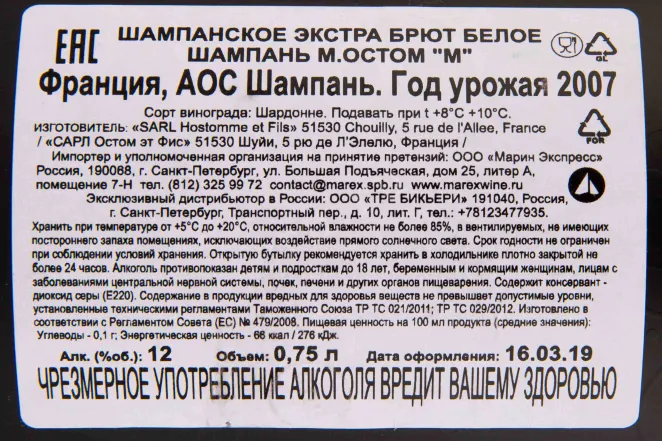 EAC
ШАМПАНСКОЕ ЭКСТРА БРЮТ БЕЛОЕ
ШАМПАНЬ М.ОСТОМ "М"
Франция, АОС Шампань. Год урожая 2007
GL
Сорт винограда: Шардонне. Подавать при t +8°C +10°C.
ИЗГОТОВИТЕЛЬ: «SARL Hostomme et Fils» 51530 Chouilly, 5 rue de l'Allee, France
/ «САРЛ Остом эт Фис» 51530 Шуйи, 5 рю де Л'Элелю, Франция /
FOR
Импортер и уполномоченная организация на принятие претензий: ООО «Марин Экспресс»
Россия, 190068, г. Санкт-Петербург, ул. Большая Подъяческая, дом 25, литер А,
помещение 7-Н тел. (812) 325 99 72 contact@marex.spb.ru www.marexwine.ru
Эксклюзивный дистрибьютор в России: ООО «ТРЕ БИКЬЕРИ» 191040, Россия,
г. Санкт-Петербург, Транспортный пер., д. 10, лит. Г, тел.: +78123477935.
Хранить при температуре от +5°C до +20°C, относительной влажности не более 85%, в вентилируемых, не имеющих
постороннего запаха помещениях, исключающих воздействие прямого солнечного света. Срок годности не ограничен
при соблюдении условий хранения. Открытую бутылку рекомендуется хранить в холодильнике плотно закрытой не
более 24 часов. Алкоголь противопоказан детям и подросткам до 18 лет, беременным и кормящим женщинам, лицам с
заболеваниями центральной нервной системы, почек, печени и других органов пищеварения. Содержит консервант -
диоксид серы (Е220). Содержание в продукции вредных для здоровья веществ не превышает допустимые уровни,
установленные техническими регламентами Таможенного Союза ТР ТС 021/2011; ТР ТС 029/2012. Изготовлено в
соответствии с Регламентом Совета (ЕС) № 479/2008. Пищевая ценность на 100 мл продукта (средние значения):
Углеводы - 0,1 г; Энергетическая ценность - 66 ккал / 276 кДж.
Алк. (%об.): 12 Объем: 0,75 л Дата оформления: 16.03.19
ЧРЕЗМЕРНОЕ УПОТРЕБЛЕНИЕ АЛКОГОЛЯ ВРЕДИТ ВАШЕМУ ЗДОРОВЬЮ